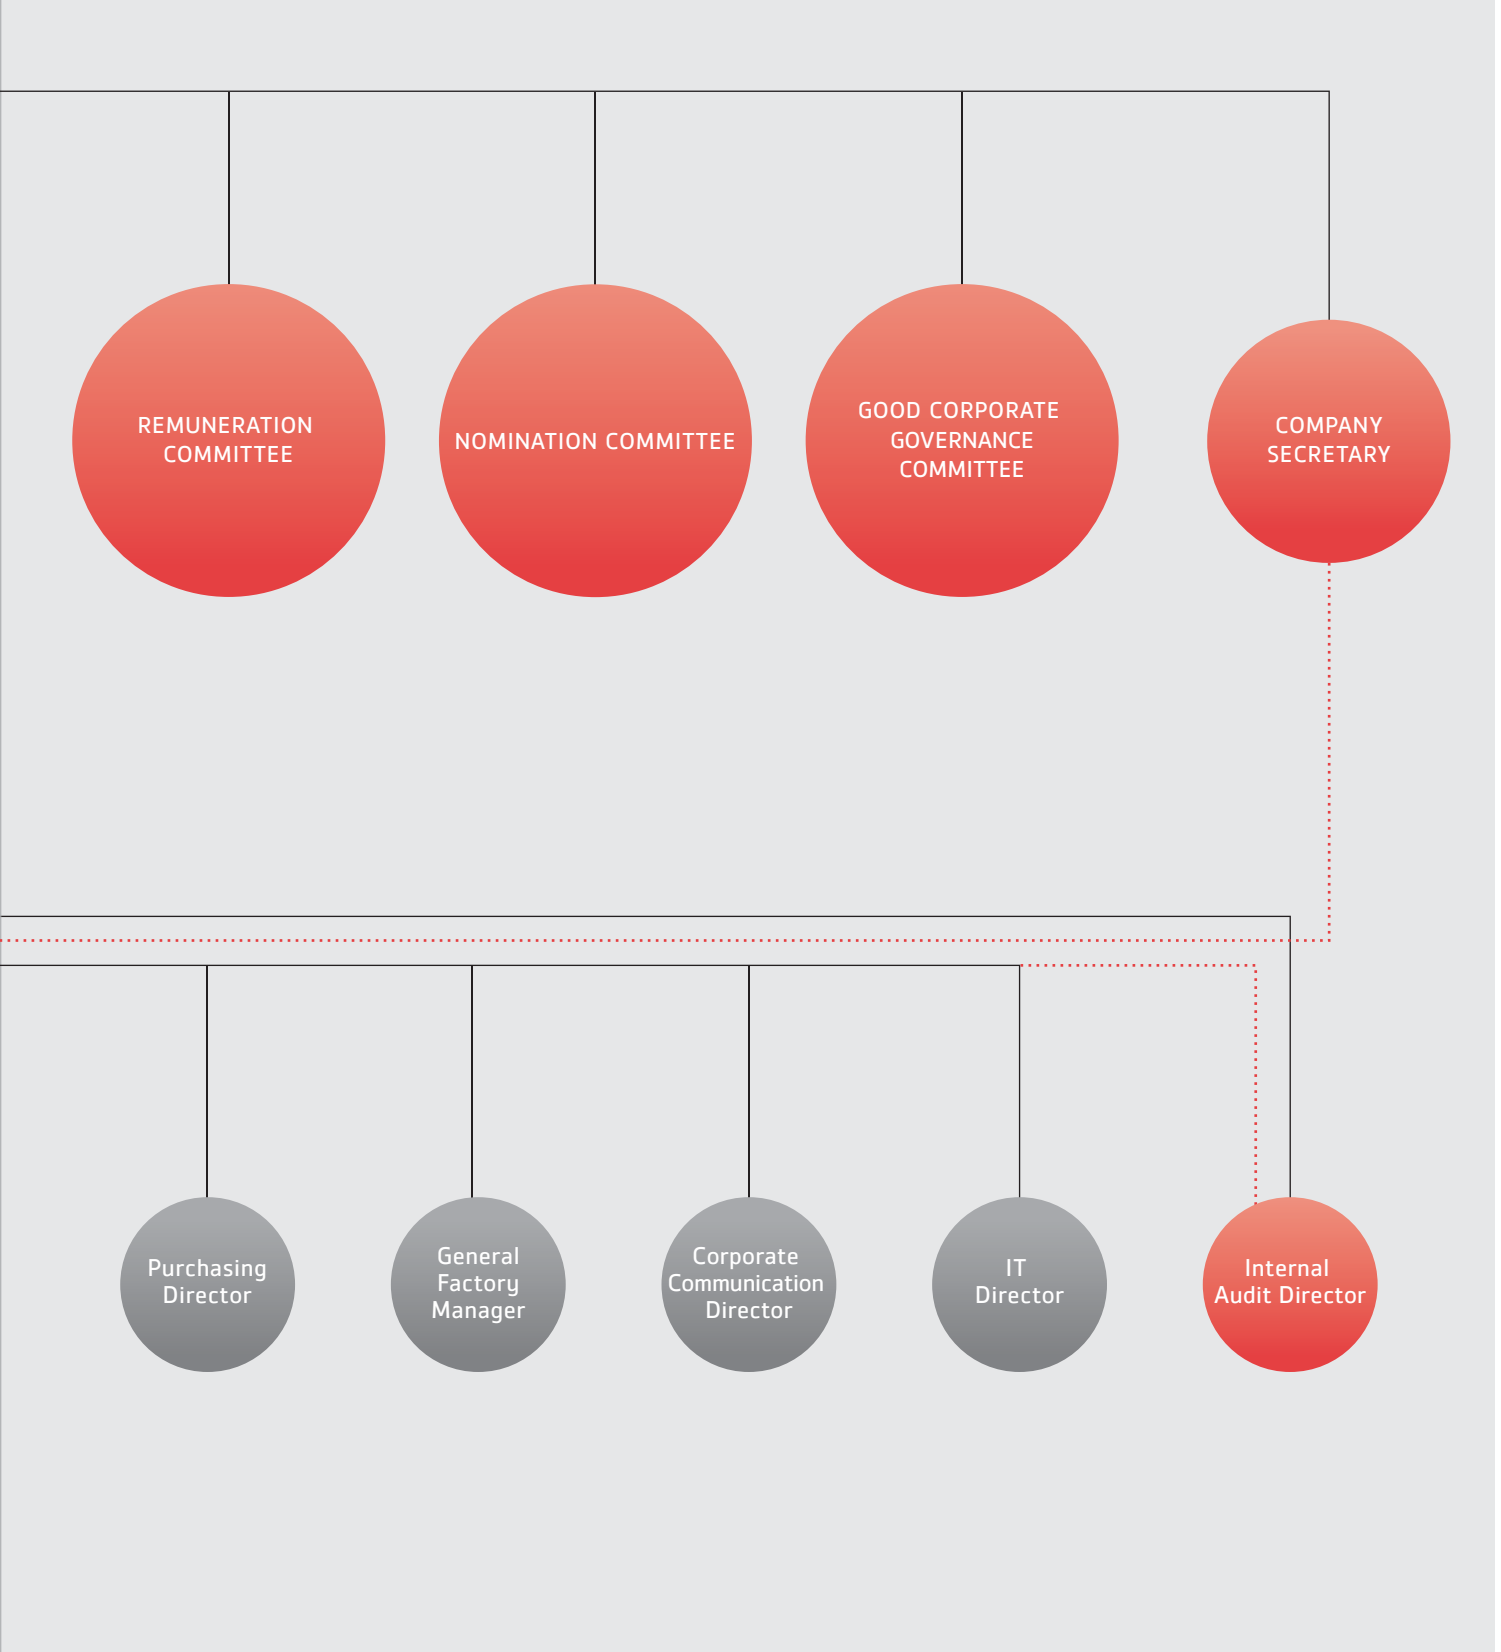 REMUNERATION
COMMITTEE
NOMINATION COMMITTEE
GOOD CORPORATE
GOVERNANCE
COMMITTEE
COMPANY
SECRETARY
Purchasing
Director
General
Factory
Manager
Corporate
Communication
Director
IT
Director
Internal
Audit Director